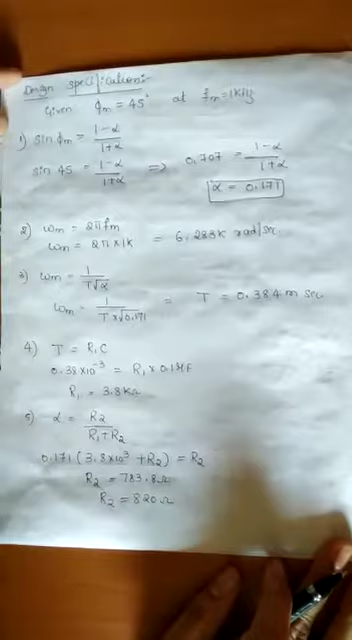 Design specification:-
Given ϕm = 45° at fm = 1KHz
1) sin ϕm = 1-α / 1+α
sin 45 = 1-α / 1+α => 0.707 = 1-α / 1+α
α = 0.171
2) ωm = 2πfm
ωm = 2π×1k = 6.283K rad/sec
3) ωm = 1 / T√α
ωm = 1 / T×√0.171 = T = 0.384 m sec
4) T = R1C
0.38×10^-3 = R1 × 0.1μF
R1 = 3.8KΩ
5) α = R2 / R1+R2
0.171 (3.8×10³ + R2) = R2
R2 = 783.8Ω
R2 = 820Ω